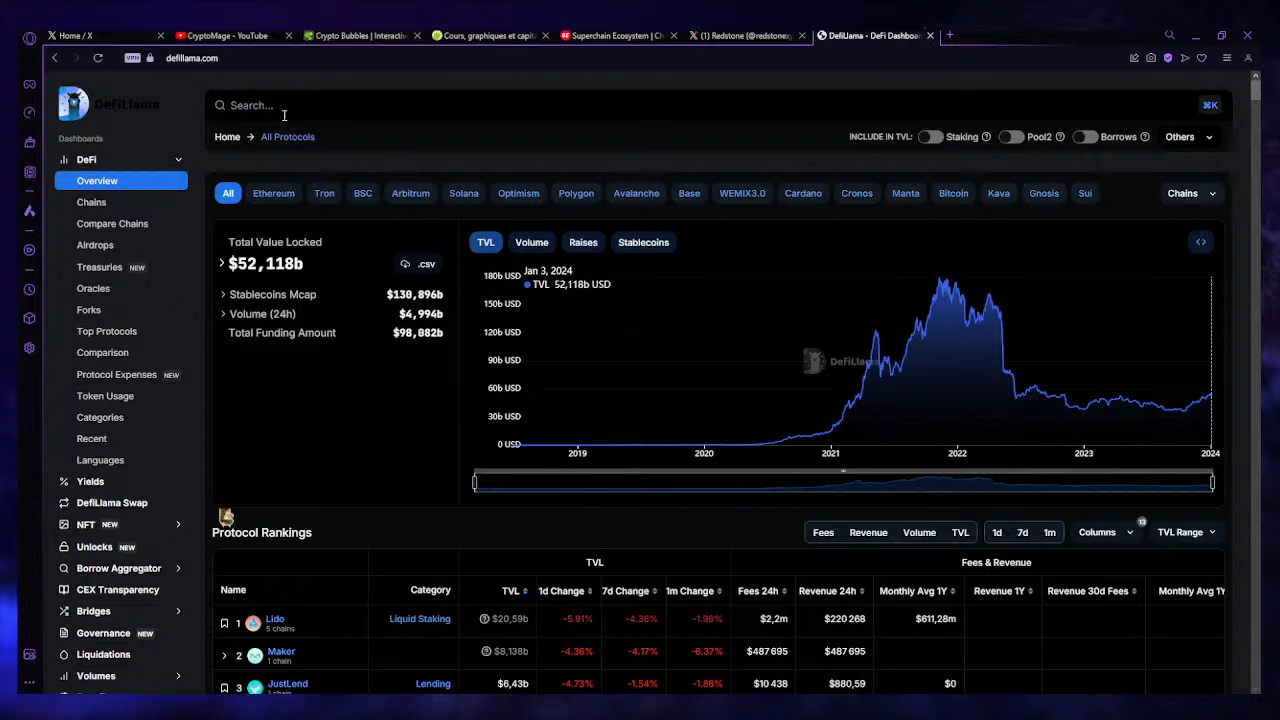 Home / X
CryptoMage - YouTube
Crypto Bubbles | Interactiv
Cours, graphiques et capit
Superchain Ecosystem | Ch
(1) Redstone (@redstonexy
DefiLlama - DeFi Dashboar
VPN
defillama.com
DefiLlama
Search...
⌘K
Dashboards
Home → All Protocols
INCLUDE IN TVL: Staking Pool2 Borrows Others
DeFi
Overview
Chains
Compare Chains
Airdrops
Treasuries NEW
Oracles
Forks
Top Protocols
Comparison
Protocol Expenses NEW
Token Usage
Categories
Recent
Languages
Yields
DefiLlama Swap
NFT NEW
Unlocks NEW
Borrow Aggregator
CEX Transparency
Bridges
Governance NEW
Liquidations
Volumes
All Ethereum Tron BSC Arbitrum Solana Optimism Polygon Avalanche Base WEMIX3.0 Cardano Cronos Manta Bitcoin Kava Gnosis Sui Chains
Total Value Locked
$52,118b
.csv
Stablecoins Mcap $130,896b
Volume (24h) $4,994b
Total Funding Amount $98,082b
TVL Volume Raises Stablecoins
Jan 3, 2024
TVL 52,118b USD
180b USD
150b USD
120b USD
90b USD
60b USD
30b USD
0 USD
DefiLlama
2019 2020 2021 2022 2023 2024
Protocol Rankings
Fees Revenue Volume TVL
1d 7d 1m
Columns
13
TVL Range
TVL Fees & Revenue
Name Category TVL 1d Change 7d Change 1m Change Fees 24h Revenue 24h Monthly Avg 1Y Revenue 1Y Revenue 30d Fees Monthly Avg 1Y
1 Lido Liquid Staking $20,59b -5.91% -4.36% -1.96% $2,2m $220 268 $611,28m
5 chains
2 Maker $8,138b -4.36% -4.17% -6.37% $487 695 $487 695
1 chain
3 JustLend Lending $6,43b -4.73% -1.54% -1.88% $10 438 $880,59 $0
1 chain